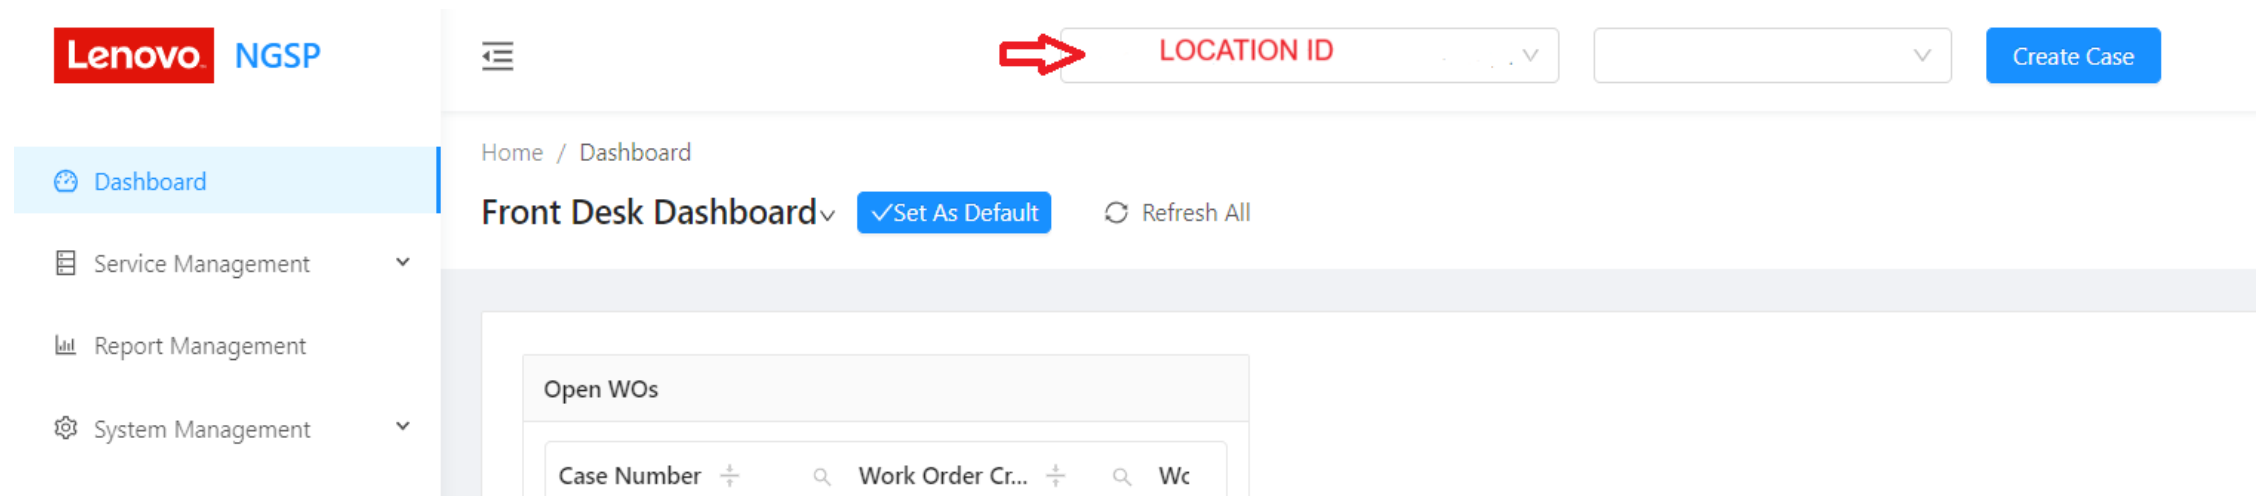 Lenovo NGSP
LOCATION ID
Create Case
Dashboard
Service Management
Report Management
System Management
Home / Dashboard
Front Desk Dashboard
Set As Default
Refresh All
Open WOs
Case Number
Work Order Cr...
Wo